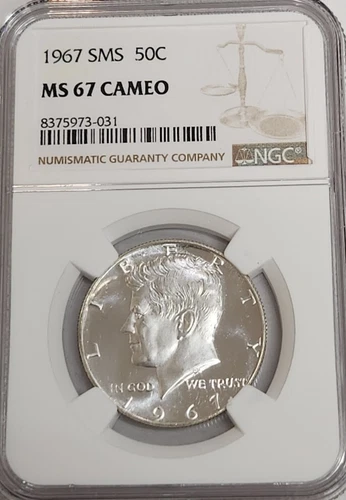 1967 SMS 50C
MS 67 CAMEO
8375973-031
NUMISMATIC GUARANTY COMPANY
NGC®
LIBERTY
IN GOD WE TRUST
1967